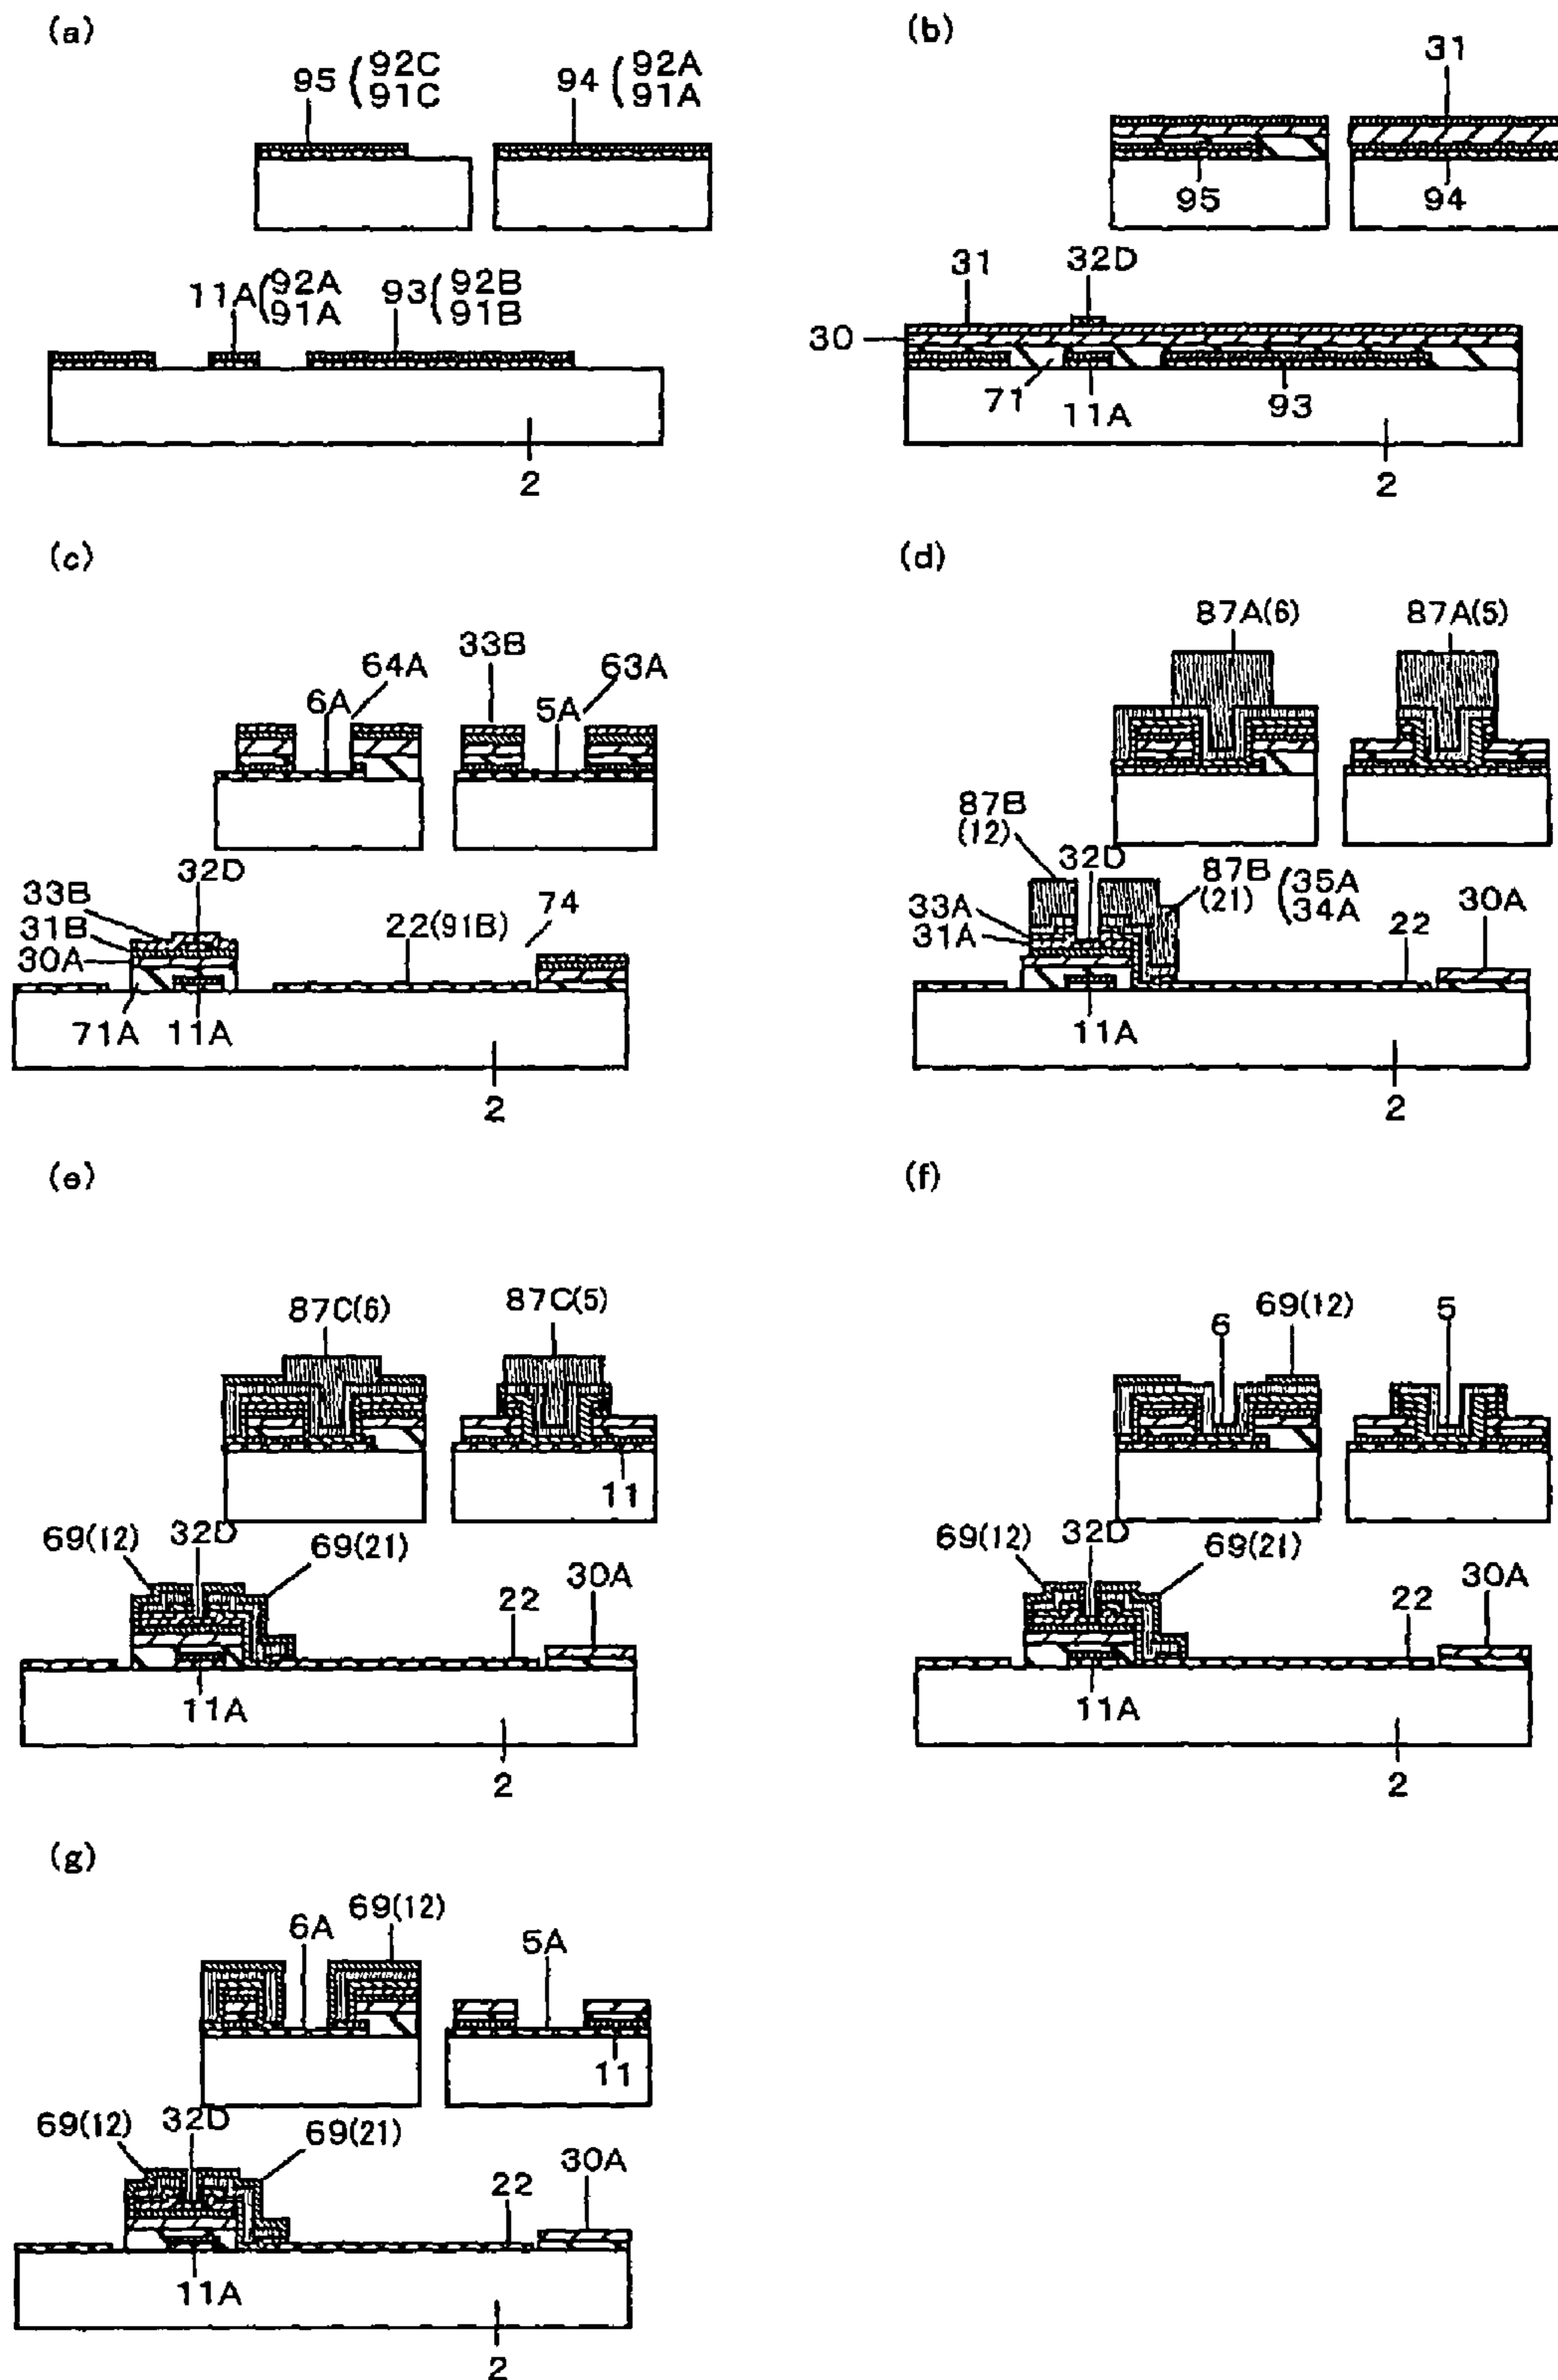 (a)
95 { 92C
91C
94 ( 92A
91A
11A ( 92A
91A
93 { 92B
91B
2
(b)
31
95
94
31
32D
30
71
11A
93
2
(c)
33B
64A
63A
6A
5A
32D
33B
31B
30A
22(91B)
74
71A
11A
2
(d)
87A(6)
87A(5)
87B
(12)
32D
87B
(21)
( 35A
34A
33A
31A
30A
22
11A
2
(e)
87C(6)
87C(5)
11
69(12)
32D
69(21)
30A
22
11A
2
(f)
6
69(12)
5
69(12)
32D
69(21)
30A
22
11A
2
(g)
6A
69(12)
5A
11
69(12)
32D
69(21)
30A
22
11A
2